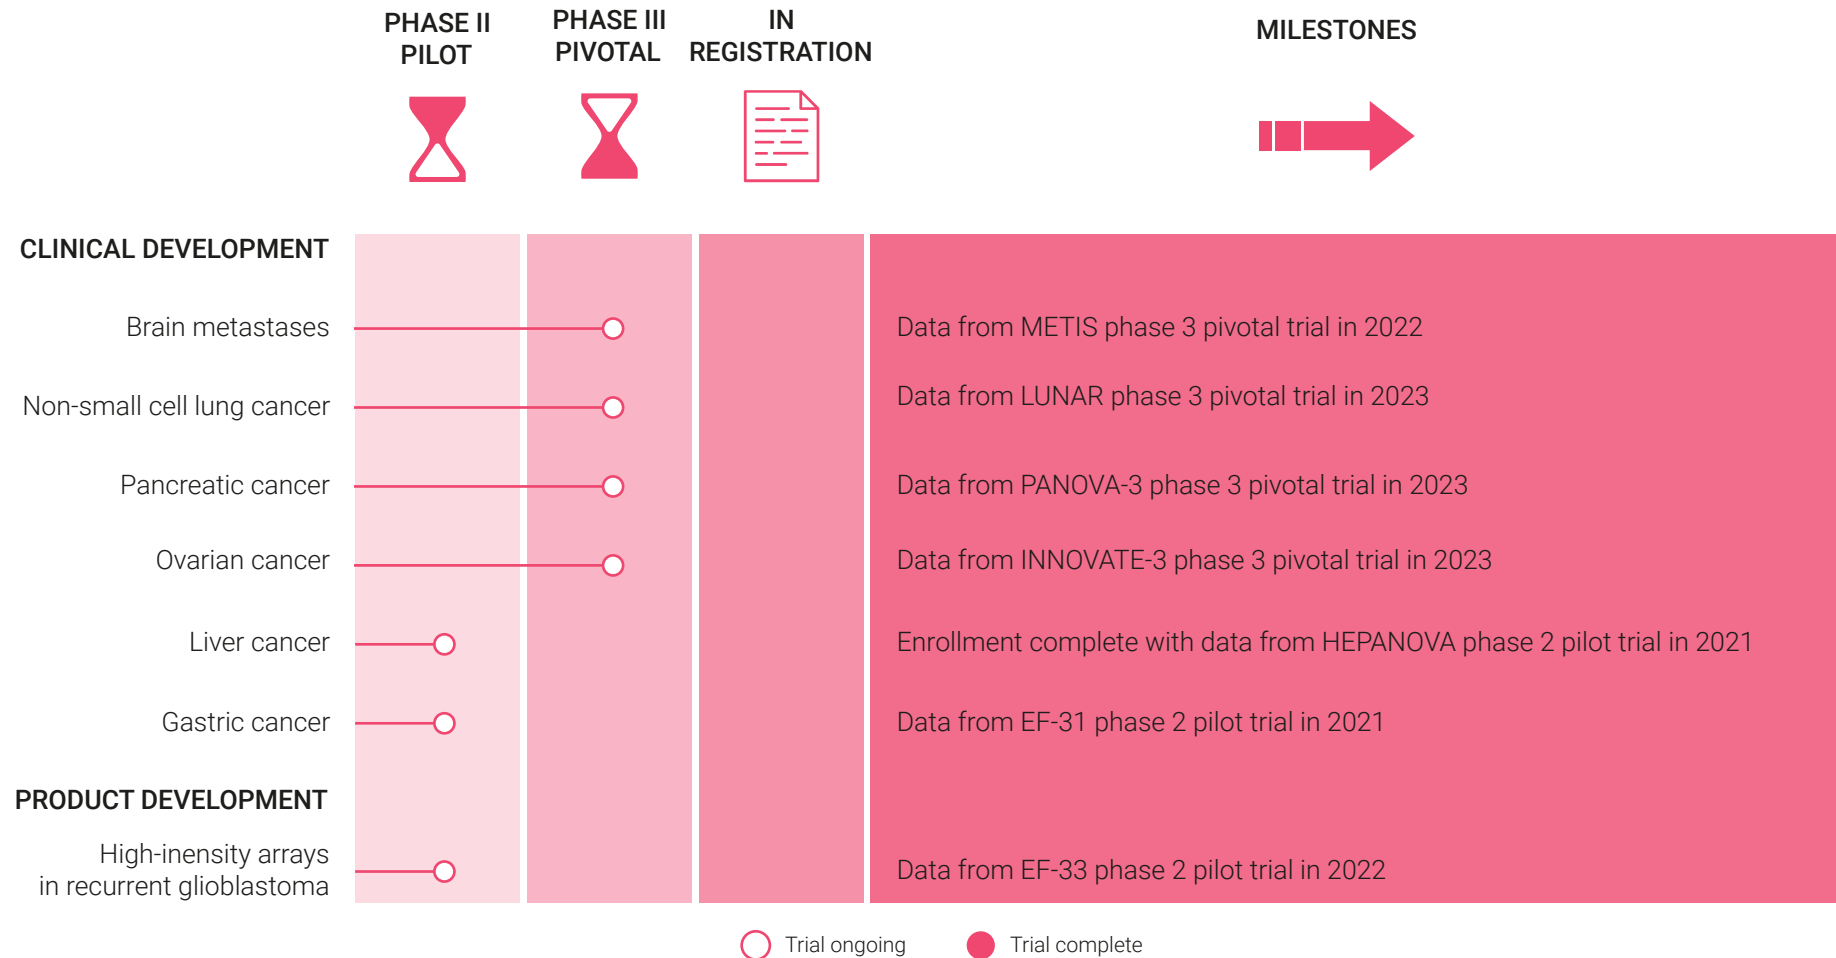 PHASE II
PILOT
PHASE III
PIVOTAL
IN
REGISTRATION
MILESTONES
CLINICAL DEVELOPMENT
Brain metastases
Data from METIS phase 3 pivotal trial in 2022
Non-small cell lung cancer
Data from LUNAR phase 3 pivotal trial in 2023
Pancreatic cancer
Data from PANOVA-3 phase 3 pivotal trial in 2023
Ovarian cancer
Data from INNOVATE-3 phase 3 pivotal trial in 2023
Liver cancer
Enrollment complete with data from HEPANOVA phase 2 pilot trial in 2021
Gastric cancer
Data from EF-31 phase 2 pilot trial in 2021
PRODUCT DEVELOPMENT
High-inensity arrays
in recurrent glioblastoma
Data from EF-33 phase 2 pilot trial in 2022
Trial ongoing
Trial complete